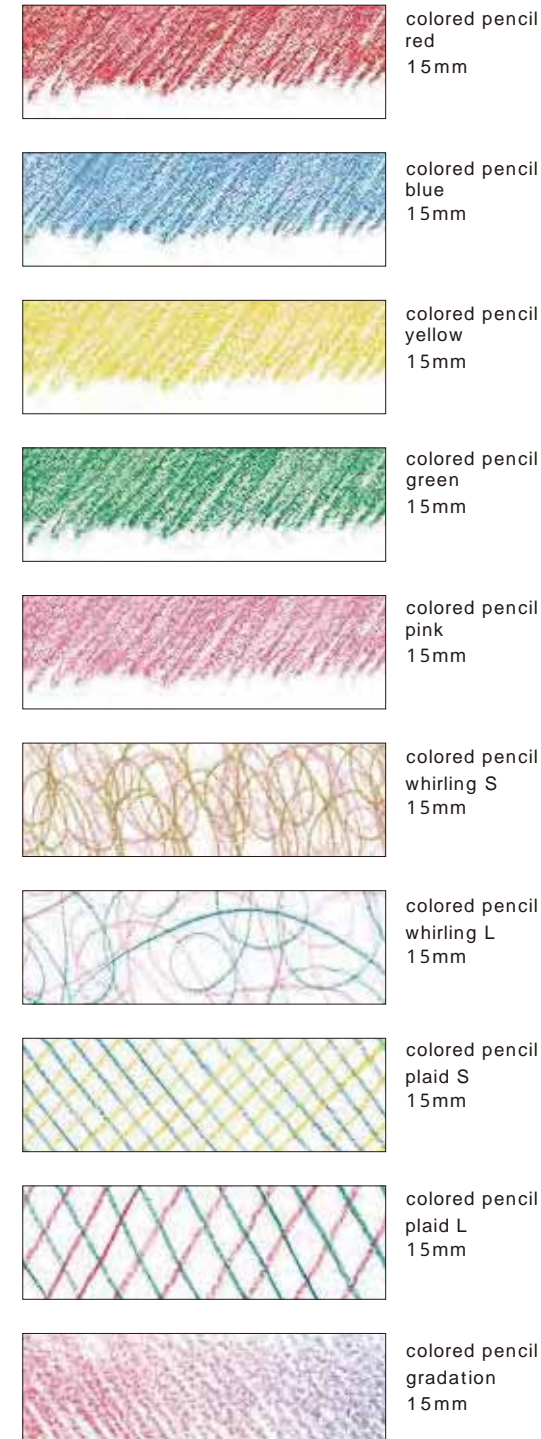 colored pencil
red
15mm
colored pencil
blue
15mm
colored pencil
yellow
15mm
colored pencil
green
15mm
colored pencil
pink
15mm
colored pencil
whirling S
15mm
colored pencil
whirling L
15mm
colored pencil
plaid S
15mm
colored pencil
plaid L
15mm
colored pencil
gradation
15mm